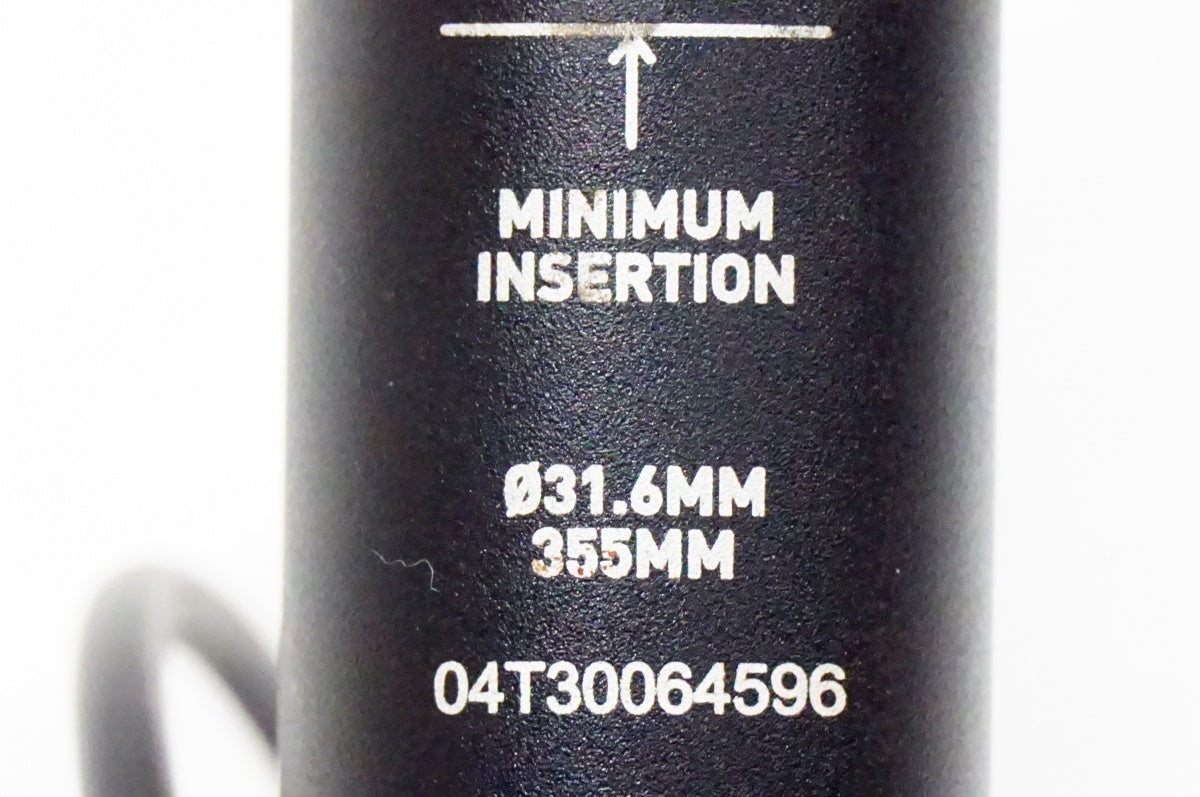 MINIMUM
INSERTION
Ø31.6MM
355MM
04T30064596